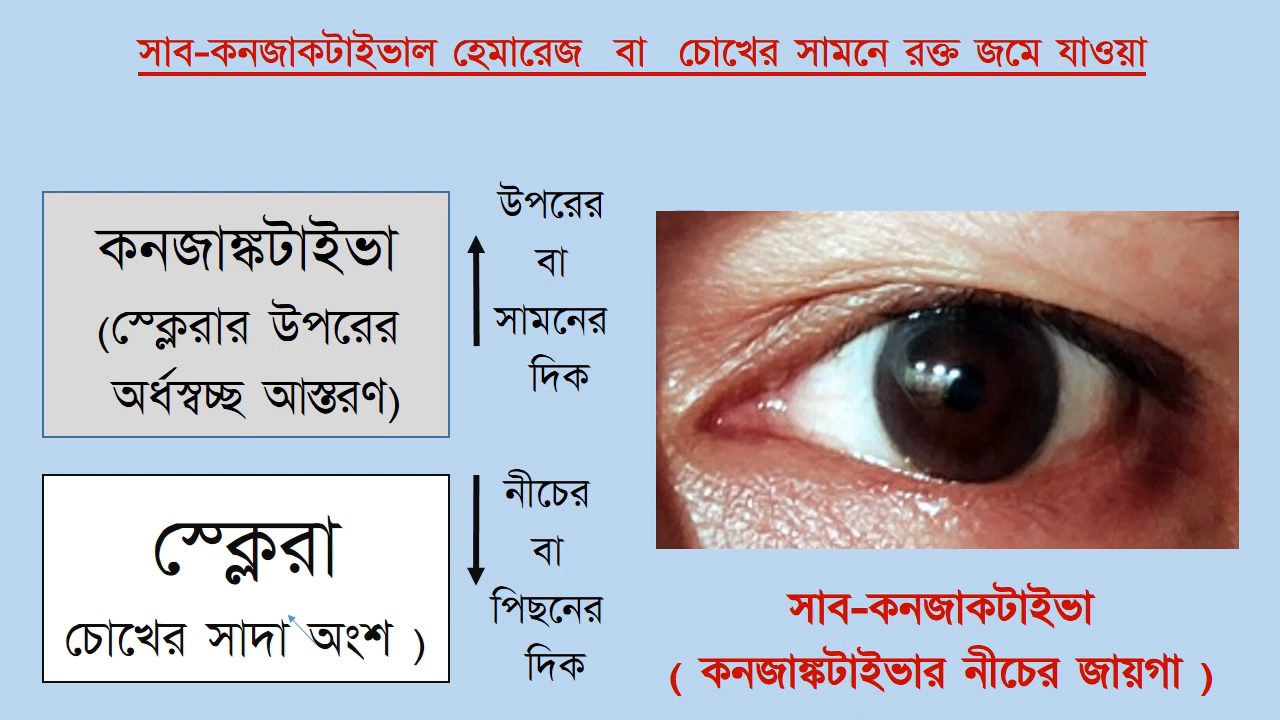 সাব-কনজাকটাইভাল হেমারেজ বা চোখের সামনে রক্ত জমে যাওয়া
কনজাঙ্কটাইভা
(স্ক্লেরার উপরের
অর্ধস্বচ্ছ আস্তরণ)
উপরের
বা
সামনের
দিক
স্ক্লেরা
চোখের সাদা অংশ )
নীচের
বা
পিছনের
দিক
সাব-কনজাকটাইভা
( কনজাঙ্কটাইভার নীচের জায়গা )